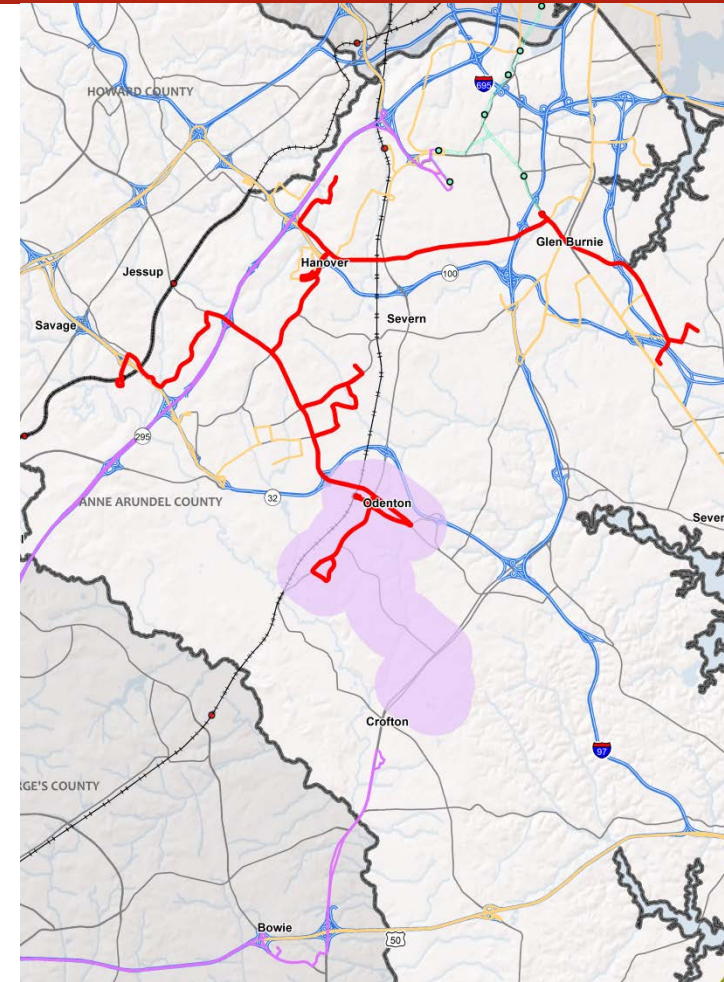 695
HOWARD COUNTY
Glen Burnie
Hanover
100
Jessup
Savage
Severn
295
ANNE ARUNDEL COUNTY
32
Odenton
Sever
Crofton
97
RGE'S COUNTY
Bowie
50